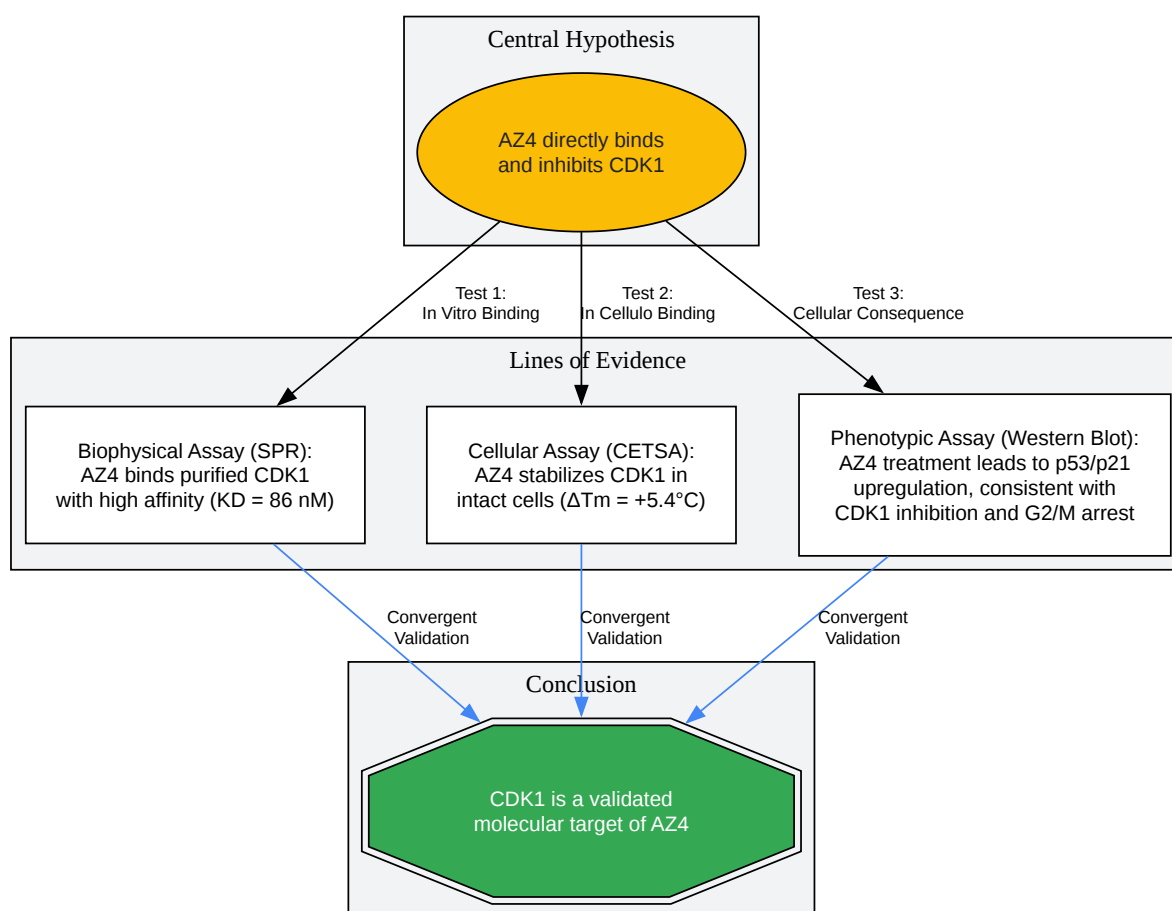 Central Hypothesis
AZ4 directly binds
and inhibits CDK1
Test 1:
In Vitro Binding
Test 2:
In Cellulo Binding
Test 3:
Cellular Consequence
Lines of Evidence
Biophysical Assay (SPR):
AZ4 binds purified CDK1
with high affinity (KD = 86 nM)
Cellular Assay (CETSA):
AZ4 stabilizes CDK1 in
intact cells (ΔTm = +5.4°C)
Phenotypic Assay (Western Blot):
AZ4 treatment leads to p53/p21
upregulation, consistent with
CDK1 inhibition and G2/M arrest
Convergent
Validation
Convergent
Validation
Convergent
Validation
Conclusion
CDK1 is a validated
molecular target of AZ4